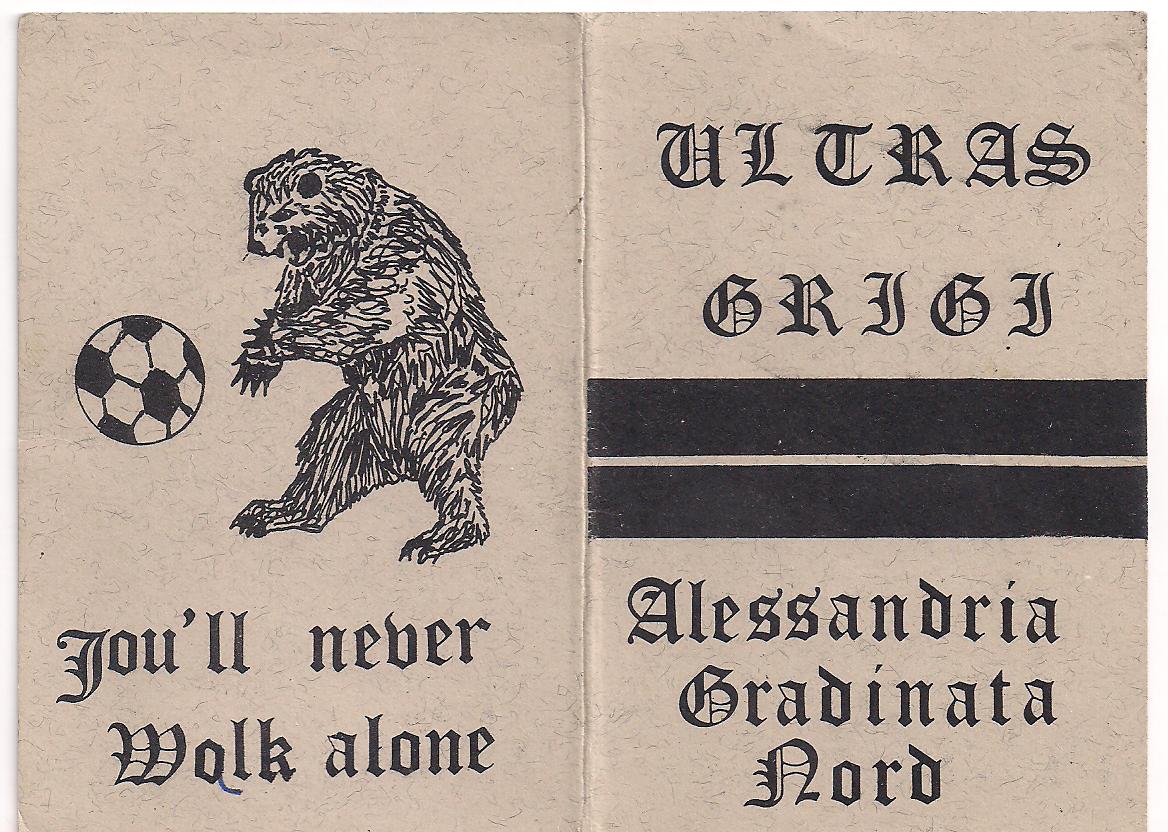 Jou'll never
Wolk alone
ULTRAS
GRIGI
Alessandria
Gradinata
Nord